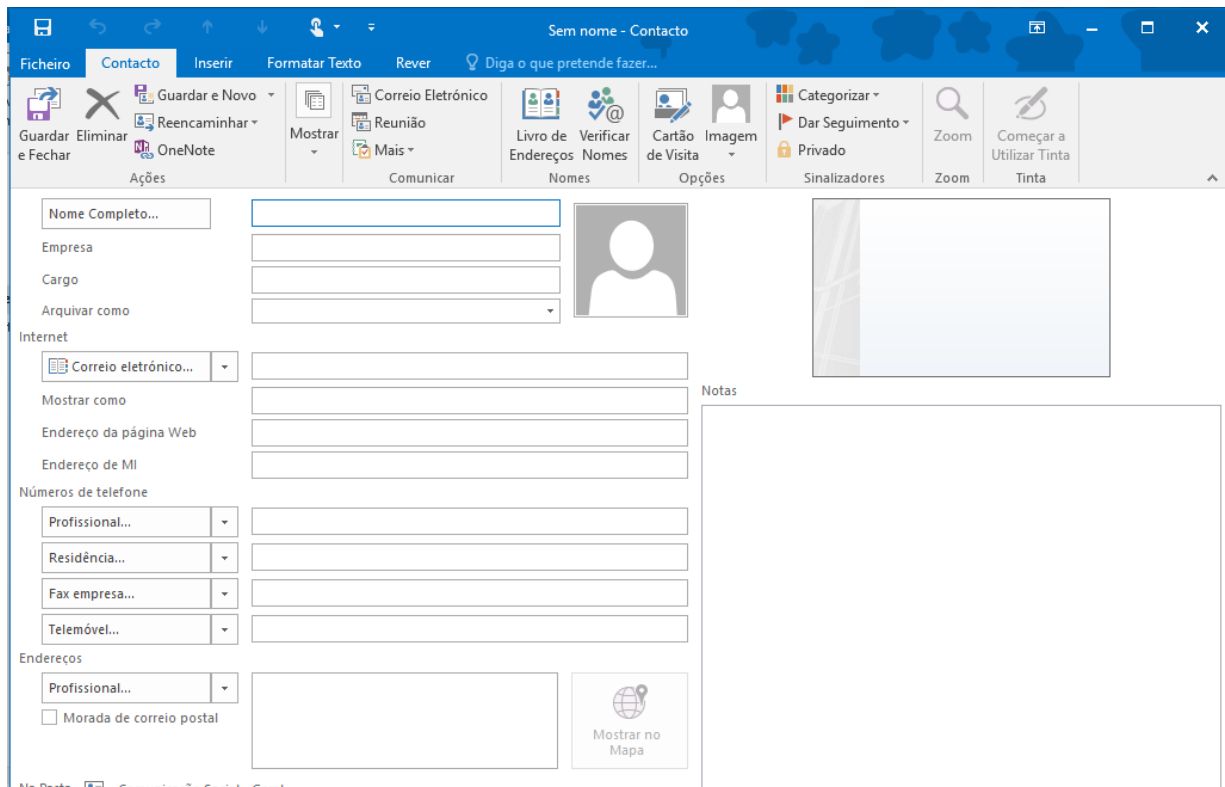 Sem nome - Contacto
Ficheiro Contacto Inserir Formatar Texto Rever Diga o que pretende fazer...
Guardar e Fechar
Eliminar
Guardar e Novo
Reencaminhar
OneNote
Ações
Mostrar
Correio Eletrónico
Reunião
Mais
Comunicar
Livro de Endereços
Verificar Nomes
Nomes
Cartão de Visita
Imagem
Opções
Categorizar
Dar Seguimento
Privado
Sinalizadores
Zoom
Zoom
Começar a Utilizar Tinta
Tinta
Nome Completo...
Empresa
Cargo
Arquivar como
Internet
Correio eletrónico...
Mostrar como
Endereço da página Web
Endereço de MI
Números de telefone
Profissional...
Residência...
Fax empresa...
Telemóvel...
Endereços
Profissional...
Morada de correio postal
Mostrar no Mapa
Notas